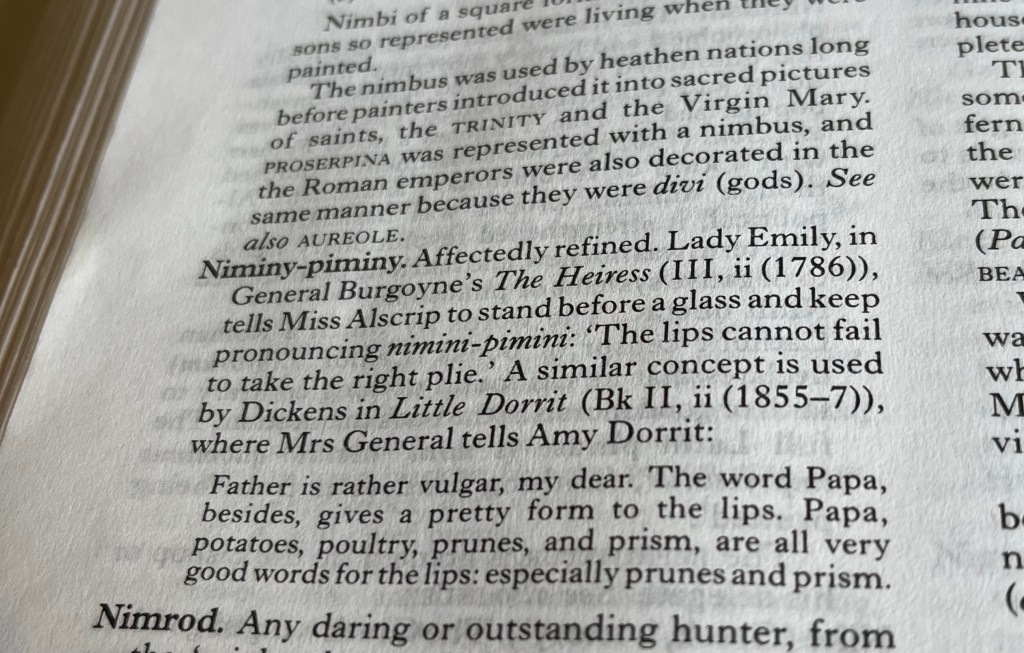 Nimbi of a square
sons so represented were living when they were
painted.
The nimbus was used by heathen nations long
before painters introduced it into sacred pictures
of saints, the TRINITY and the Virgin Mary.
PROSERPINA was represented with a nimbus, and
the Roman emperors were also decorated in the
same manner because they were divi (gods). See
also AUREOLE.
Niminy-piminy. Affectedly refined. Lady Emily, in
General Burgoyne's The Heiress (III, ii (1786)),
tells Miss Alscrip to stand before a glass and keep
pronouncing nimini-pimini: 'The lips cannot fail
to take the right plie.' A similar concept is used
by Dickens in Little Dorrit (Bk II, ii (1855–7)),
where Mrs General tells Amy Dorrit:
Father is rather vulgar, my dear. The word Papa,
besides, gives a pretty form to the lips. Papa,
potatoes, poultry, prunes, and prism, are all very
good words for the lips: especially prunes and prism.
Nimrod. Any daring or outstanding hunter, from
the